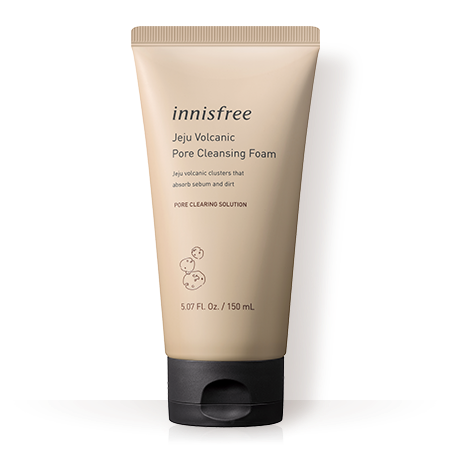 innisfree
Jeju Volcanic
Pore Cleansing Foam
Jeju volcanic clusters that
absorb sebum and dirt
PORE CLEARING SOLUTION
5.07 Fl. Oz. / 150 mL